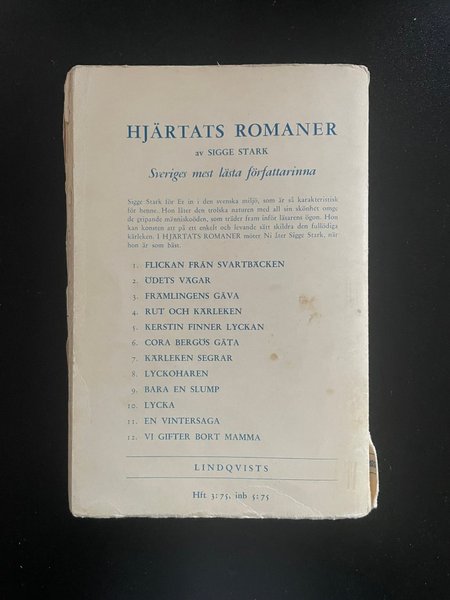 HJÄRTATS ROMANER
av SIGGE STARK
Sveriges mest lästa författarinna
Sigge Stark för Er in i den svenska miljö, som är så karakteristisk
för henne. Hon låter den trolska naturen med all sin skönhet omge
de gripande människoöden, som träder fram inför läsarens ögon. Hon
kan konsten att på ett enkelt och levande sätt skildra den fullödiga
kärleken. I HJÄRTATS ROMANER möter Ni åter Sigge Stark, när
hon är som bäst.
1. FLICKAN FRÅN SVARTBÄCKEN
2. ÖDETS VÄGAR
3. FRÄMLINGENS GÅVA
4. RUT OCH KÄRLEKEN
5. KERSTIN FINNER LYCKAN
6. CORA BERGÖS GÅTA
7. KÄRLEKEN SEGRAR
8. LYCKOHAREN
9. BARA EN SLUMP
10. LYCKA
11. EN VINTERSAGA
12. VI GIFTER BORT MAMMA
LINDQVISTS
Hft 3:75, inb 5:75